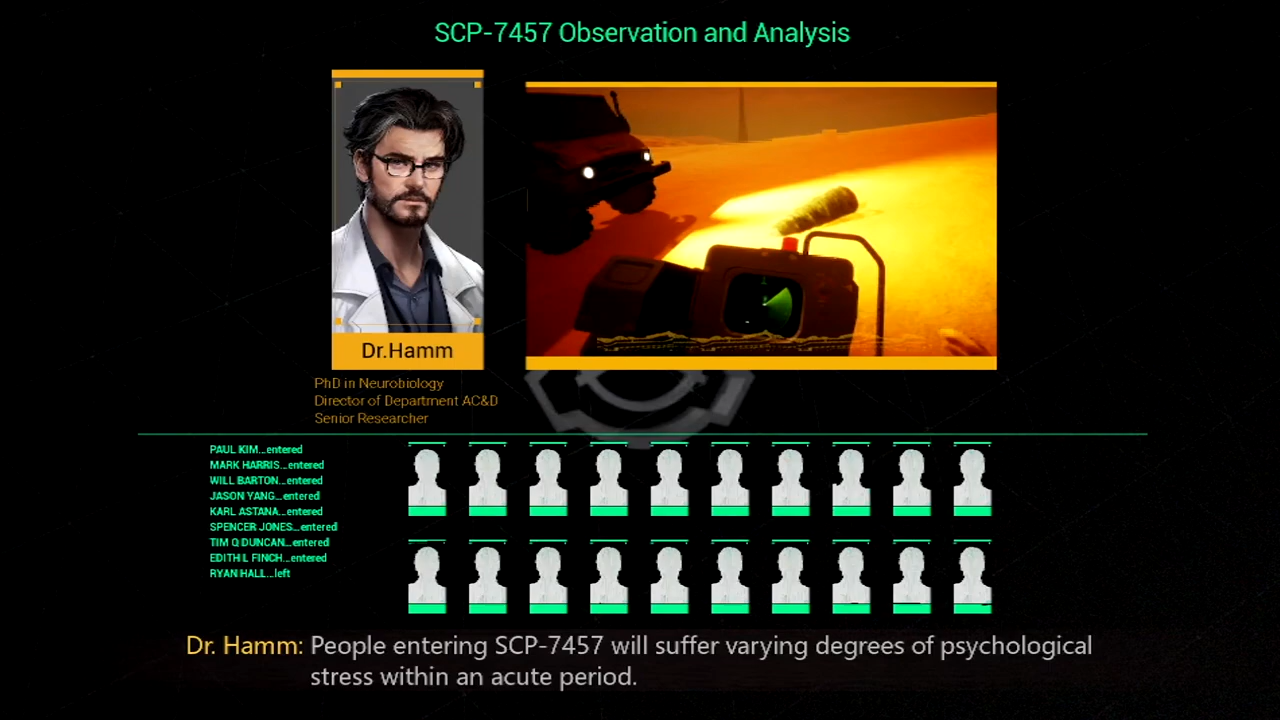 SCP-7457 Observation and Analysis
Dr.Hamm
PhD in Neurobiology
Director of Department AC&D
Senior Researcher
PAUL KIM...entered
MARK HARRIS...entered
WILL BARTON...entered
JASON YANG...entered
KARL ASTANA...entered
SPENCER JONES...entered
TIM Q DUNCAN...entered
EDITH L FINCH...entered
RYAN HALL...left
Dr. Hamm: People entering SCP-7457 will suffer varying degrees of psychological
stress within an acute period.